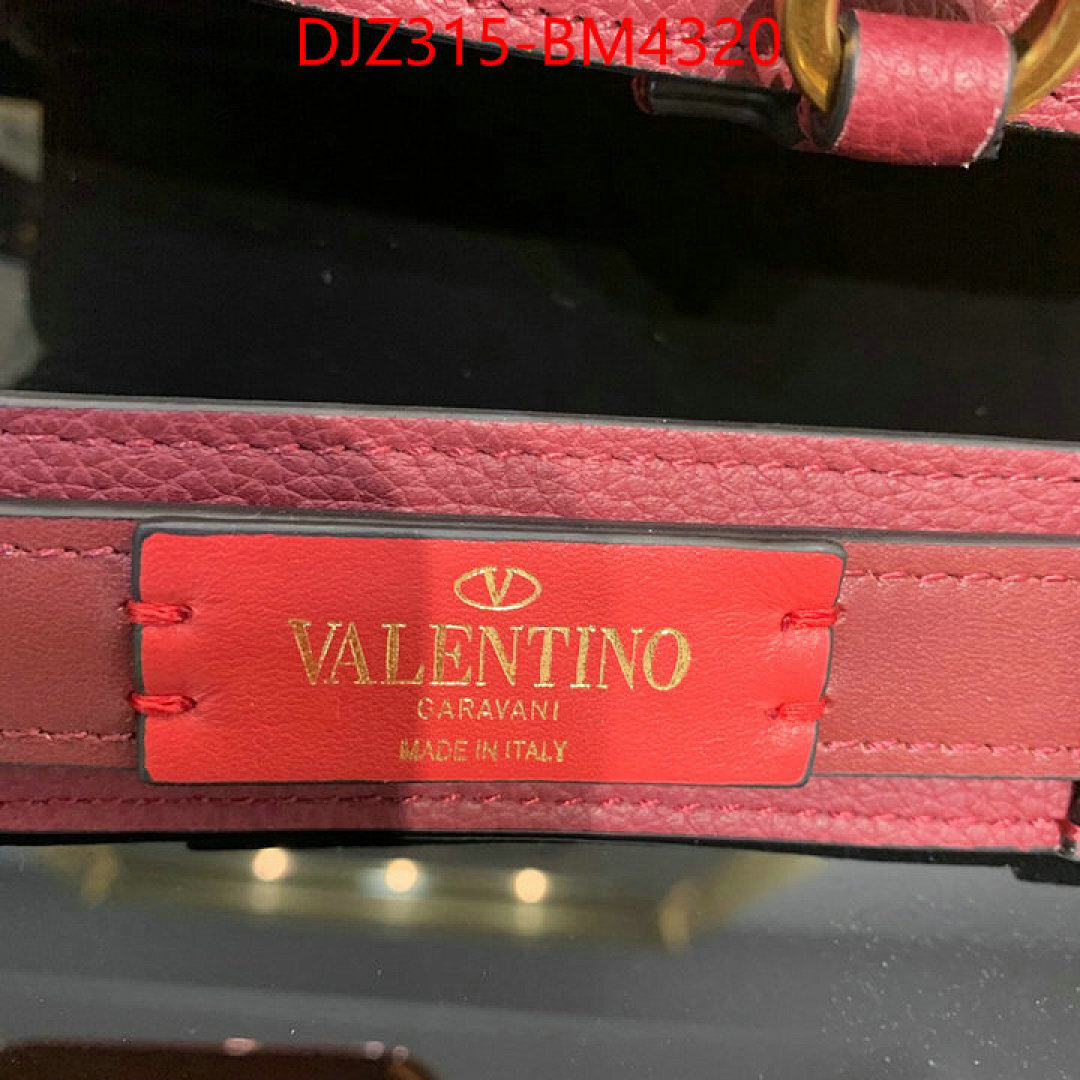 DJZ315-BM4320
V
VALENTINO
GARAVANI
MADE IN ITALY